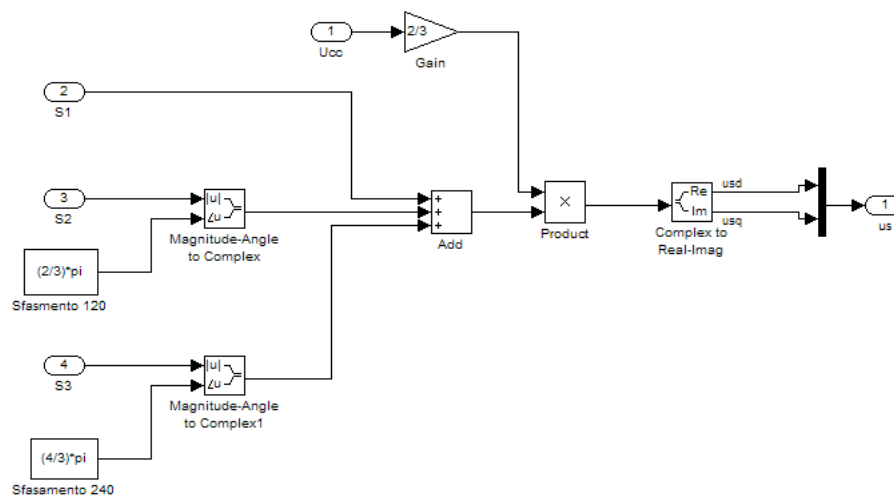 1
Ucc
2/3
Gain
2
S1
3
S2
|u|
∠u
Magnitude-Angle
to Complex
(2/3)*pi
Sfasmento 120
+
+
+
Add
×
Product
Re
Im
Complex to
Real-Imag
usd
usq
1
us
4
S3
|u|
∠u
Magnitude-Angle
to Complex1
(4/3)*pi
Sfasamento 240